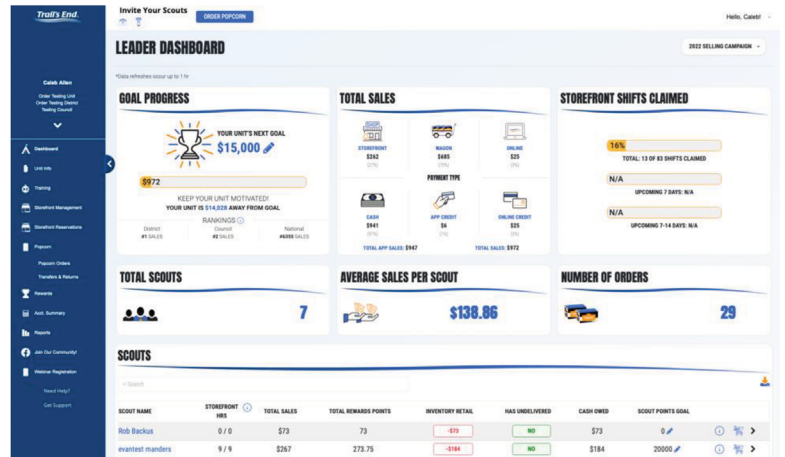 Trail's End.
Invite Your Scouts
ORDER POPCORN
Hello, Caleb!
LEADER DASHBOARD
2022 SELLING CAMPAIGN
*Data refreshes occur up to 1 hr
Caleb Allen
Order Testing Unit
Order Testing District
Testing Council
Dashboard
Unit Info
Training
Storefront Management
Storefront Reservations
Popcorn
Popcorn Orders
Transfers & Returns
Rewards
Acct. Summary
Reports
Join Our Community!
Webinar Registration
Need Help?
Get Support
GOAL PROGRESS
YOUR UNIT'S NEXT GOAL
$15,000
$972
KEEP YOUR UNIT MOTIVATED!
YOUR UNIT IS $14,028 AWAY FROM GOAL
RANKINGS
District Council National
#1 SALES #2 SALES #6355 SALES
TOTAL SALES
STOREFRONT WAGON ONLINE
$262 $685 $25
PAYMENT TYPE
CASH APP CREDIT ONLINE CREDIT
$941 $6 $25
TOTAL APP SALES: $947 TOTAL SALES: $972
STOREFRONT SHIFTS CLAIMED
16%
TOTAL: 13 OF 83 SHIFTS CLAIMED
N/A
UPCOMING 7 DAYS: N/A
N/A
UPCOMING 7-14 DAYS: N/A
TOTAL SCOUTS
7
AVERAGE SALES PER SCOUT
$138.86
NUMBER OF ORDERS
29
SCOUTS
Search
SCOUT NAME STOREFRONT HRS TOTAL SALES TOTAL REWARDS POINTS INVENTORY RETAIL HAS UNDELIVERED CASH OWED SCOUT POINTS GOAL
Rob Backus 0 / 0 $73 73 -$73 NO $73 0
evantest manders 9 / 9 $267 273.75 -$184 NO $184 20000